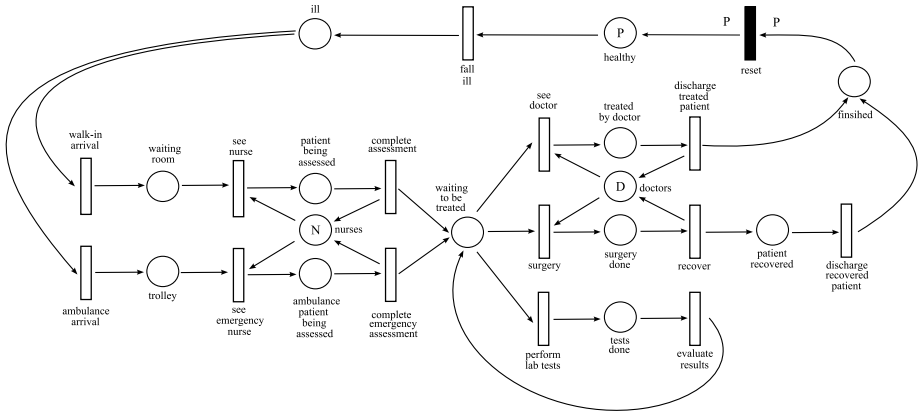 ill
P
P
P
healthy
reset
fall
ill
finsihed
see
doctor
treated
by doctor
discharge
treated
patient
walk-in
arrival
waiting
room
see
nurse
patient
being
assessed
complete
assessment
waiting
to be
treated
D
doctors
N
nurses
ambulance
arrival
trolley
see
emergency
nurse
ambulance
patient
being
assessed
complete
emergency
assessment
surgery
surgery
done
recover
patient
recovered
discharge
recovered
patient
perform
lab tests
tests
done
evaluate
results